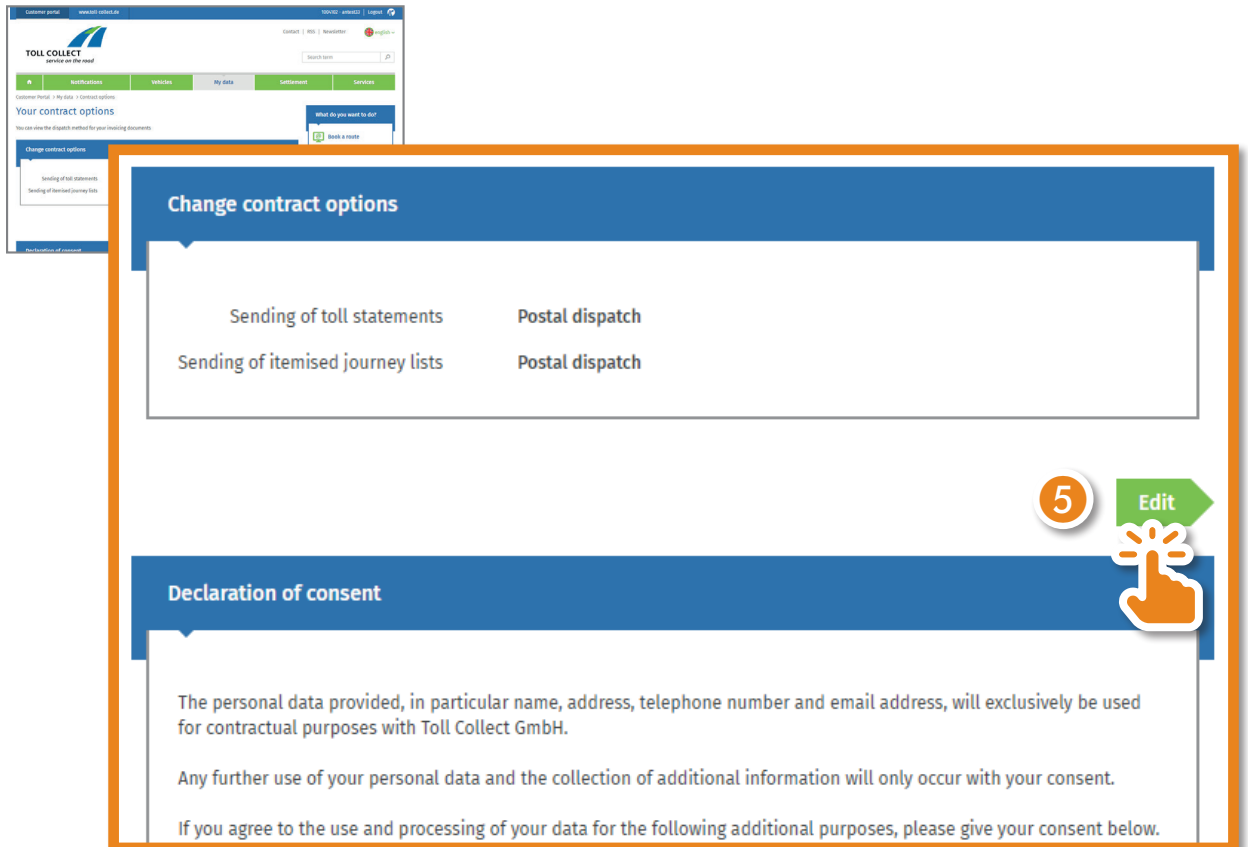 Customer portal www.toll-collect.de
Logout
Contact | RSS | Newsletter english
TOLL COLLECT
service on the road
Search term
Notifications Vehicles My data Settlement Services
Customer Portal > My data > Contract options
Your contract options
What do you want to do?
You can view the dispatch method for your invoicing documents.
Book a route
Change contract options
Sending of toll statements
Sending of itemised journey lists
Declaration of consent
Change contract options
Sending of toll statements Postal dispatch
Sending of itemised journey lists Postal dispatch
5 Edit
Declaration of consent
The personal data provided, in particular name, address, telephone number and email address, will exclusively be used
for contractual purposes with Toll Collect GmbH.
Any further use of your personal data and the collection of additional information will only occur with your consent.
If you agree to the use and processing of your data for the following additional purposes, please give your consent below.